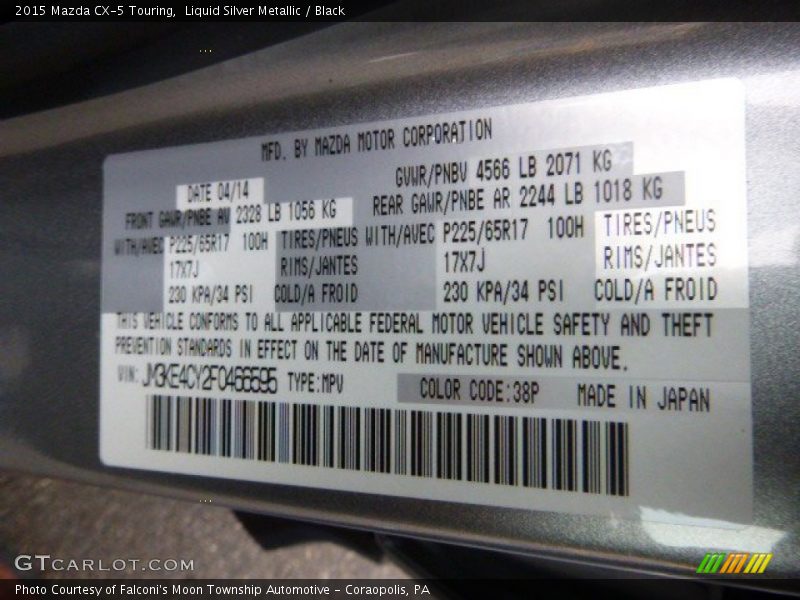 2015 Mazda CX-5 Touring,  Liquid Silver Metallic / Black
MFD. BY MAZDA MOTOR CORPORATION
DATE 04/14
GVWR/PNBV 4566 LB 2071 KG
FRONT GAWR/PNBE AV 2328 LB 1056 KG
REAR GAWR/PNBE AR 2244 LB 1018 KG
WITH/AVEC P225/65R17 100H TIRES/PNEUS WITH/AVEC P225/65R17 100H TIRES/PNEUS
17X7J RIMS/JANTES 17X7J RIMS/JANTES
230 KPA/34 PSI COLD/A FROID 230 KPA/34 PSI COLD/A FROID
THIS VEHICLE CONFORMS TO ALL APPLICABLE FEDERAL MOTOR VEHICLE SAFETY AND THEFT
PREVENTION STANDARDS IN EFFECT ON THE DATE OF MANUFACTURE SHOWN ABOVE.
VIN: JM3KE4CY2F0466595 TYPE:MPV COLOR CODE:38P MADE IN JAPAN
GTCARLOT.COM
Photo Courtesy of Falconi's Moon Township Automotive - Coraopolis, PA